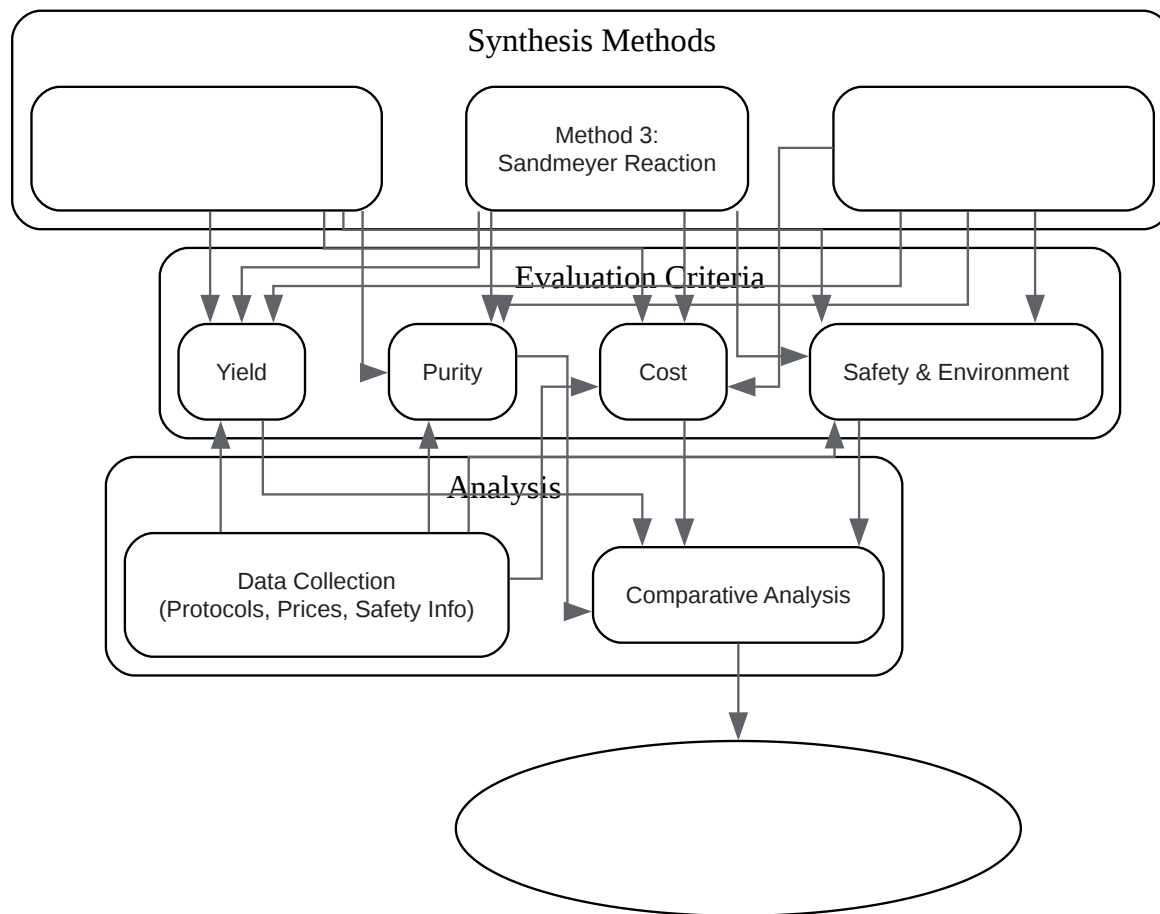 Synthesis Methods
Method 3:
Sandmeyer Reaction
Evaluation Criteria
Yield
Purity
Cost
Safety & Environment
Analysis
Data Collection
(Protocols, Prices, Safety Info)
Comparative Analysis